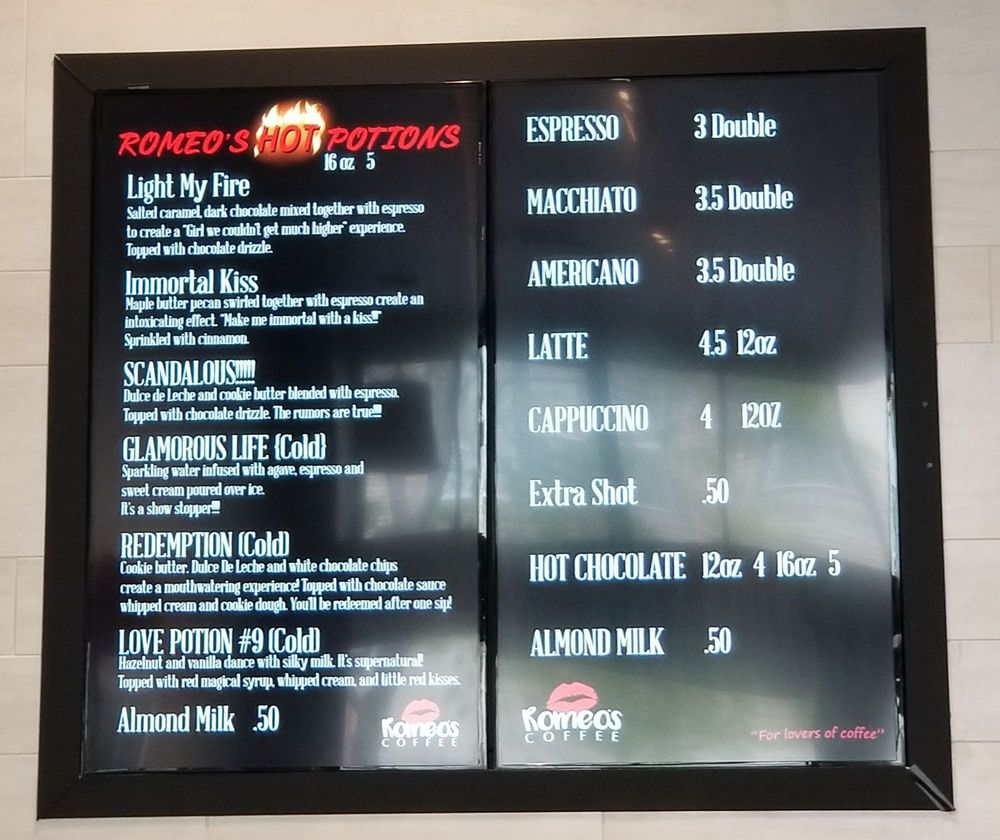 ROMEO'S HOT POTIONS
16 oz 5
Light My Fire
Salted caramel, dark chocolate mixed together with espresso
to create a "Girl we couldn't get much higher" experience.
Topped with chocolate drizzle.
Immortal Kiss
Maple butter pecan swirled together with espresso create an
intoxicating effect. "Make me immortal with a kiss!!"
Sprinkled with cinnamon.
SCANDALOUS!!!!!
Dulce de Leche and cookie butter blended with espresso.
Topped with chocolate drizzle. The rumors are true!!!
GLAMOROUS LIFE {Cold}
Sparkling water infused with agave, espresso and
sweet cream poured over ice.
It's a show stopper!!!
REDEMPTION (Cold)
Cookie butter, Dulce De Leche and white chocolate chips
create a mouthwatering experience! Topped with chocolate sauce
whipped cream and cookie dough. You'll be redeemed after one sip!
LOVE POTION #9 (Cold)
Hazelnut and vanilla dance with silky milk. It's supernatural!
Topped with red magical syrup, whipped cream, and little red kisses.
Almond Milk .50
Romeo's
COFFEE
ESPRESSO 3 Double
MACCHIATO 3.5 Double
AMERICANO 3.5 Double
LATTE 4.5 12oz
CAPPUCCINO 4 12OZ
Extra Shot .50
HOT CHOCOLATE 12oz 4 16oz 5
ALMOND MILK .50
Romeo's
COFFEE
"For lovers of coffee"